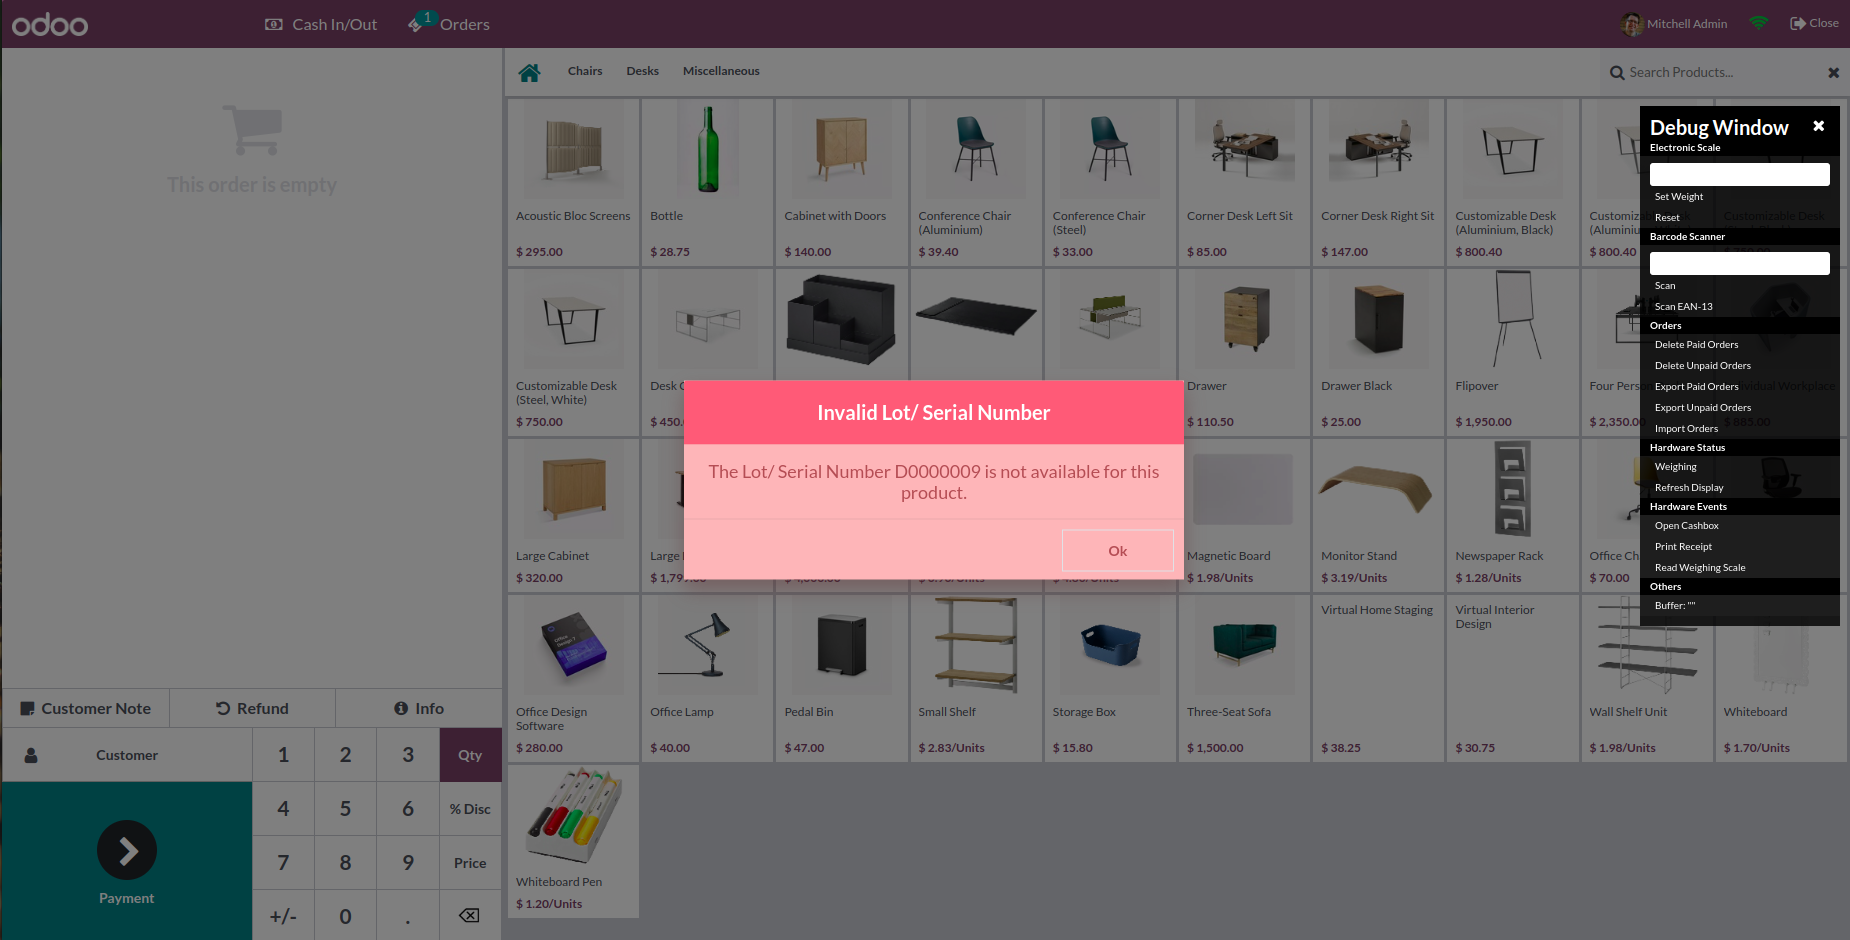 odoo
Cash In/Out
1
Orders
Mitchell Admin
Close
This order is empty
Chairs
Desks
Miscellaneous
Search Products...
Acoustic Bloc Screens
$ 295.00
Bottle
$ 28.75
Cabinet with Doors
$ 140.00
Conference Chair
(Aluminium)
$ 39.40
Conference Chair
(Steel)
$ 33.00
Corner Desk Left Sit
$ 85.00
Corner Desk Right Sit
$ 147.00
Customizable Desk
(Aluminium, Black)
$ 800.40
$ 800.40
Customizable Desk
(Steel, White)
$ 750.00
Desk
$ 450.
Drawer
$ 110.50
Drawer Black
$ 25.00
Flipover
$ 1,950.00
Four
$ 2,350.00
Individual Workplace
Large Cabinet
$ 320.00
Large
Magnetic Board
$ 1.98/Units
Monitor Stand
$ 3.19/Units
Newspaper Rack
$ 1.28/Units
Office
$ 70.00
Office Design
Software
$ 280.00
Office Lamp
$ 40.00
Pedal Bin
$ 47.00
Small Shelf
$ 2.83/Units
Storage Box
$ 15.80
Three-Seat Sofa
$ 1,500.00
Virtual Home Staging
$ 38.25
Virtual Interior
Design
$ 30.75
Wall Shelf Unit
$ 1.98/Units
Whiteboard
$ 1.70/Units
Whiteboard Pen
$ 1.20/Units
Invalid Lot/ Serial Number
The Lot/ Serial Number D0000009 is not available for this
product.
Ok
Debug Window
Electronic Scale
Set Weight
Reset
Barcode Scanner
Scan
Scan EAN-13
Orders
Delete Paid Orders
Delete Unpaid Orders
Export Paid Orders
Export Unpaid Orders
Import Orders
Hardware Status
Weighing
Refresh Display
Hardware Events
Open Cashbox
Print Receipt
Read Weighing Scale
Others
Buffer: ""
Customer Note
Refund
Info
Customer
1
2
3
Qty
4
5
6
% Disc
7
8
9
Price
+/-
0
.
Payment